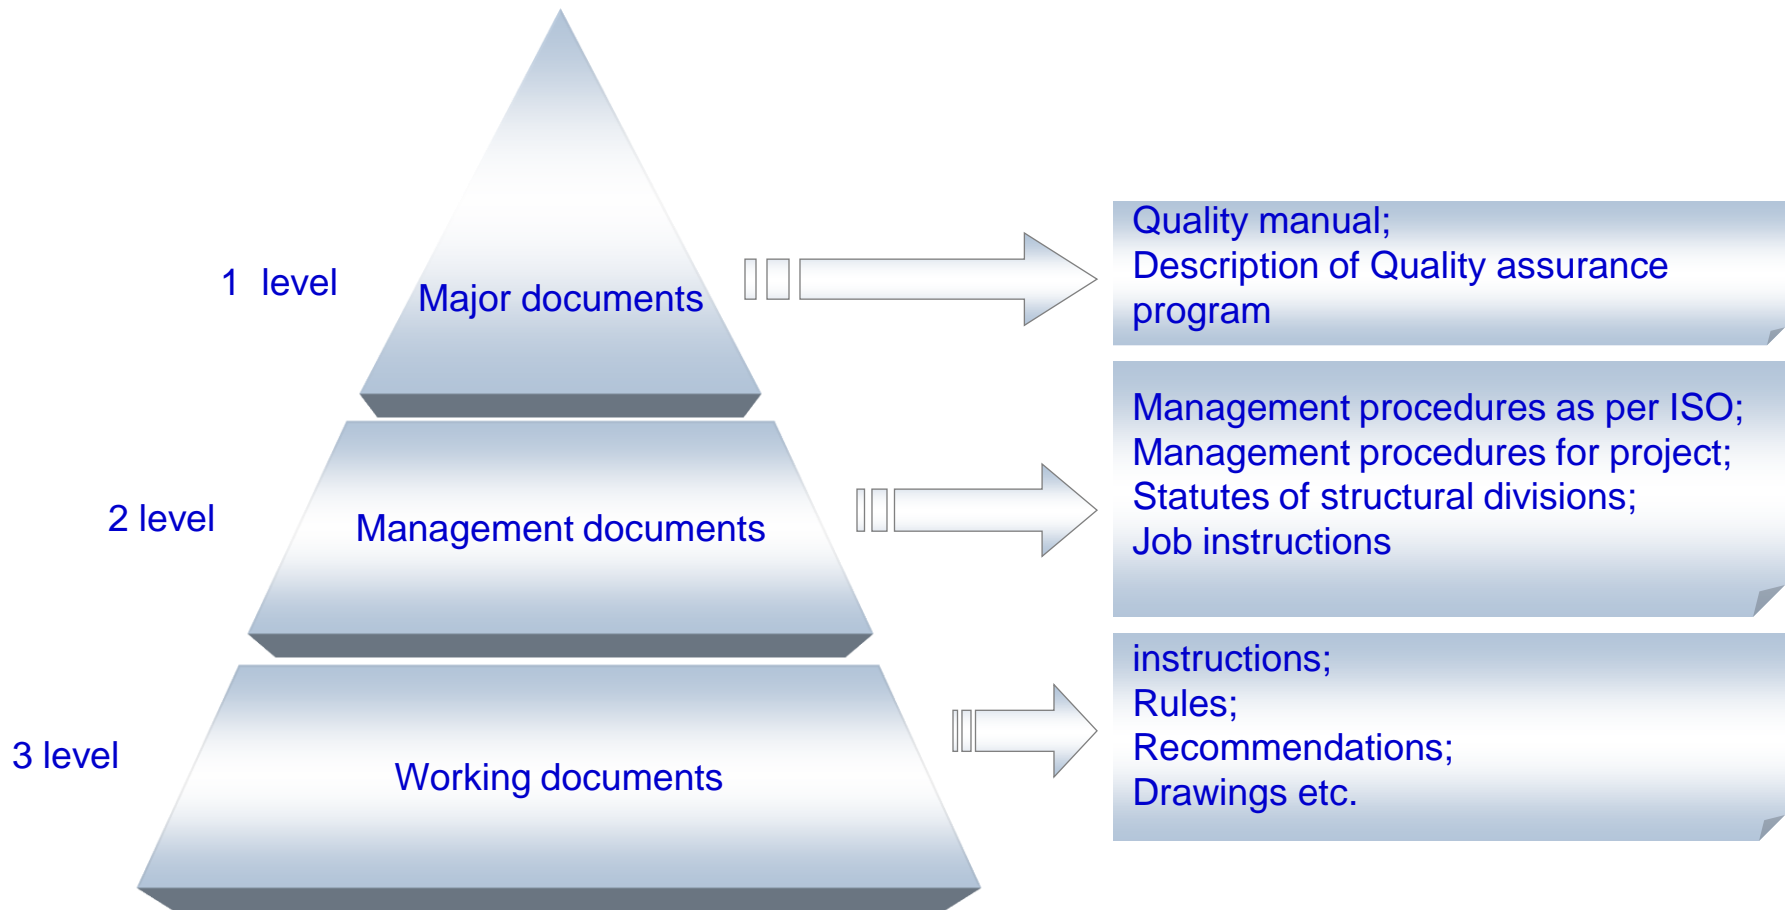 1 level
Major documents
Quality manual;
Description of Quality assurance
program
2 level
Management documents
Management procedures as per ISO;
Management procedures for project;
Statutes of structural divisions;
Job instructions
3 level
Working documents
instructions;
Rules;
Recommendations;
Drawings etc.